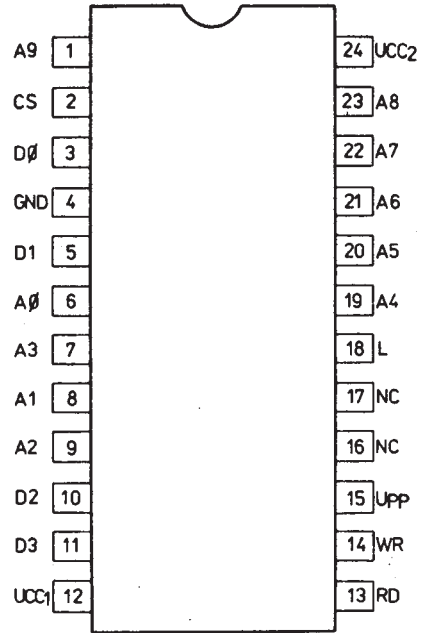 A9 1 24 UCC2
CS 2 23 A8
DØ 3 22 A7
GND 4 21 A6
D1 5 20 A5
AØ 6 19 A4
A3 7 18 L
A1 8 17 NC
A2 9 16 NC
D2 10 15 Upp
D3 11 14 WR
UCC1 12 13 RD